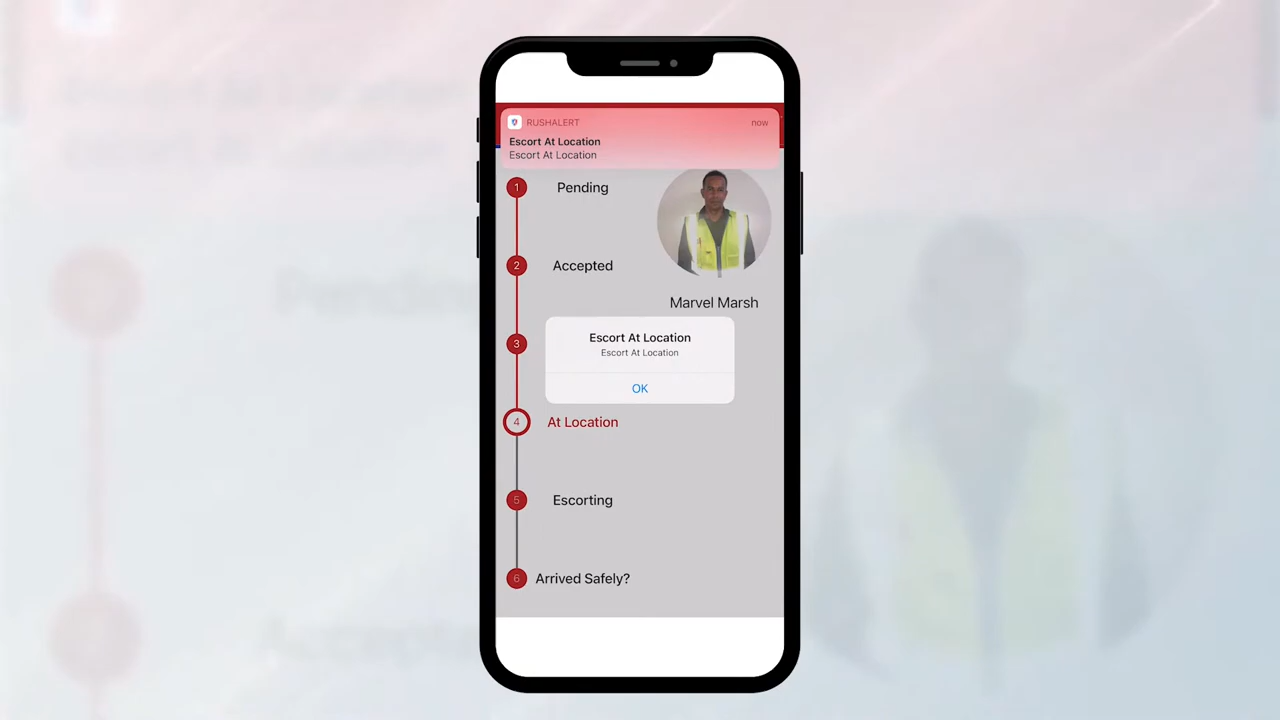 RUSHALERT now
Escort At Location
Escort At Location
1 Pending
2 Accepted
Marvel Marsh
3
Escort At Location
Escort At Location
OK
4 At Location
5 Escorting
6 Arrived Safely?